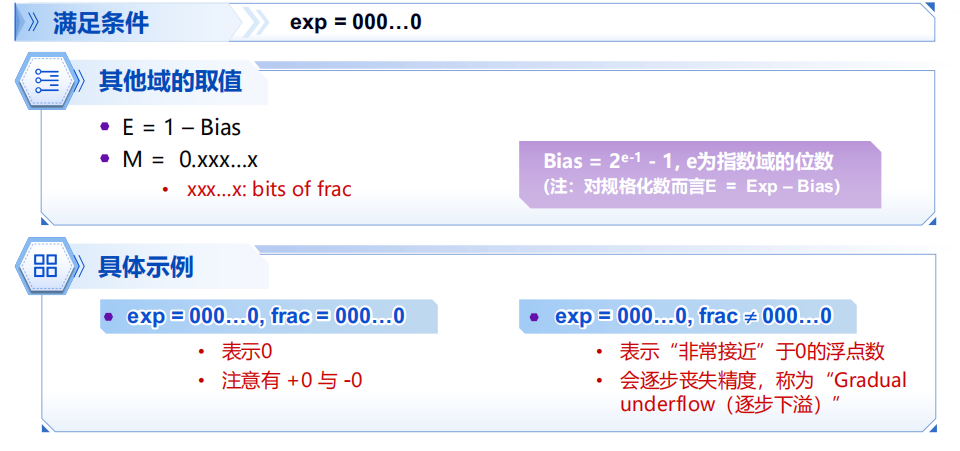 满足条件
exp = 000…0
其他域的取值
E = 1 – Bias
M = 0.xxx…x
xxx…x: bits of frac
Bias = 2^{e-1} - 1, e为指数域的位数
(注：对规格化数而言E = Exp – Bias)
具体示例
exp = 000…0, frac = 000…0
表示0
注意有 +0 与 -0
exp = 000…0, frac ≠ 000…0
表示“非常接近”于0的浮点数
会逐步丧失精度，称为“Gradual
underflow（逐步下溢）”